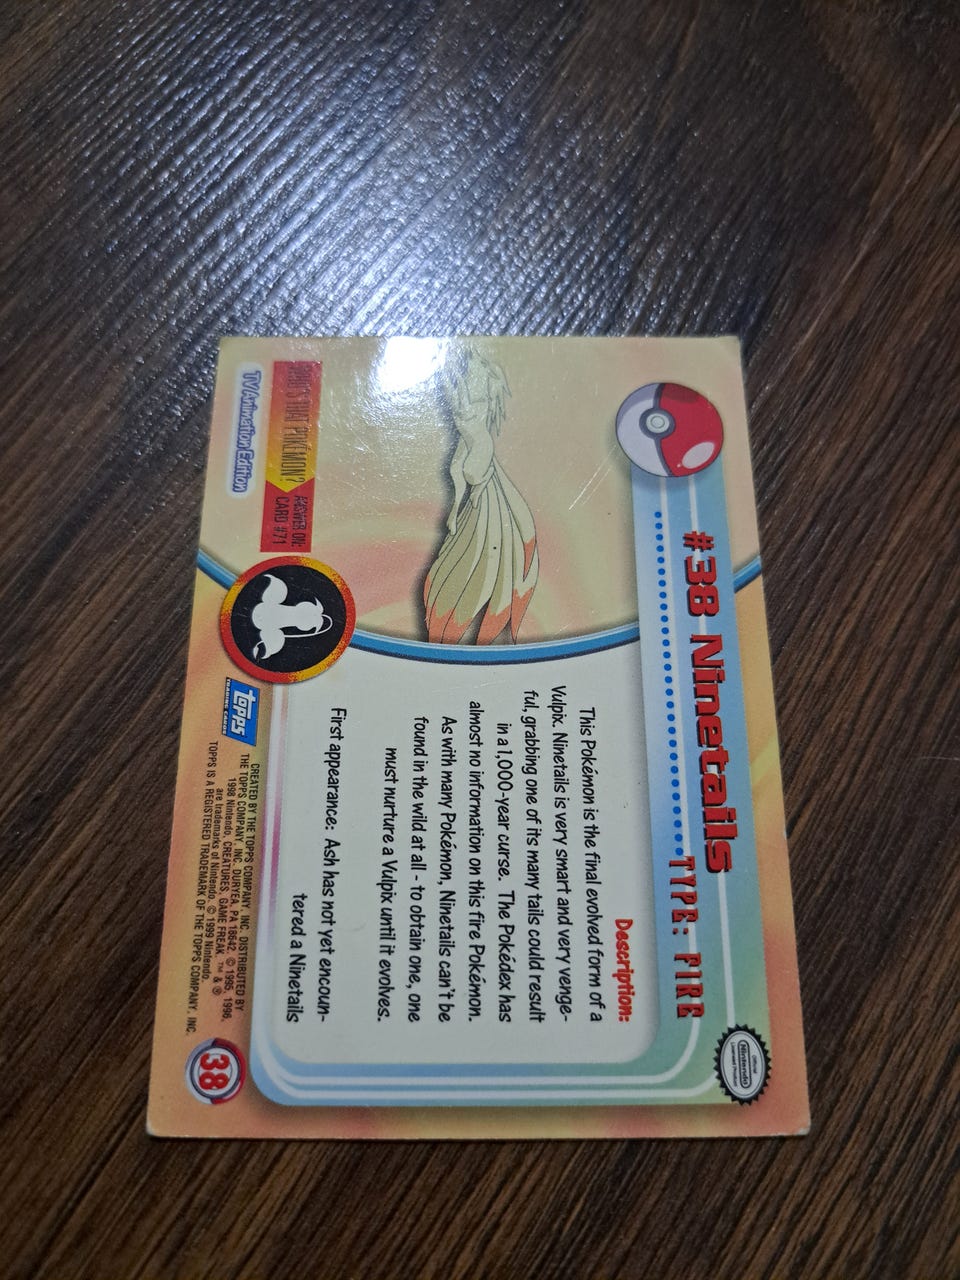 #38 Ninetails
TYPE: FIRE
Official
Nintendo
Licensed Product
Description:
This Pokémon is the final evolved form of a
Vulpix. Ninetails is very smart and very venge-
ful, grabbing one of its many tails could result
in a 1,000-year curse. The Pokédex has
almost no information on this fire Pokémon.
As with many Pokémon, Ninetails can't be
found in the wild at all - to obtain one, one
must nurture a Vulpix until it evolves.
First appearance: Ash has not yet encoun-
tered a Ninetails
WHO'S THAT POKÉMON?
ANSWER ON:
CARD #71
TV Animation Edition
topps
TRADING CARDS
CREATED BY THE TOPPS COMPANY, INC. DISTRIBUTED BY
THE TOPPS COMPANY, INC. DURYEA, PA 18642. © 1995, 1996,
1998 Nintendo, CREATURES, GAME FREAK. ™ & ®
are trademarks of Nintendo. © 1999 Nintendo.
TOPPS IS A REGISTERED TRADEMARK OF THE TOPPS COMPANY, INC.
38